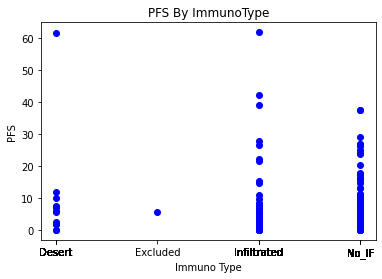 PFS By ImmunoType
60
50
40
30
20
10
0
PFS
Desert Excluded Infiltrated No_IF
Immuno Type